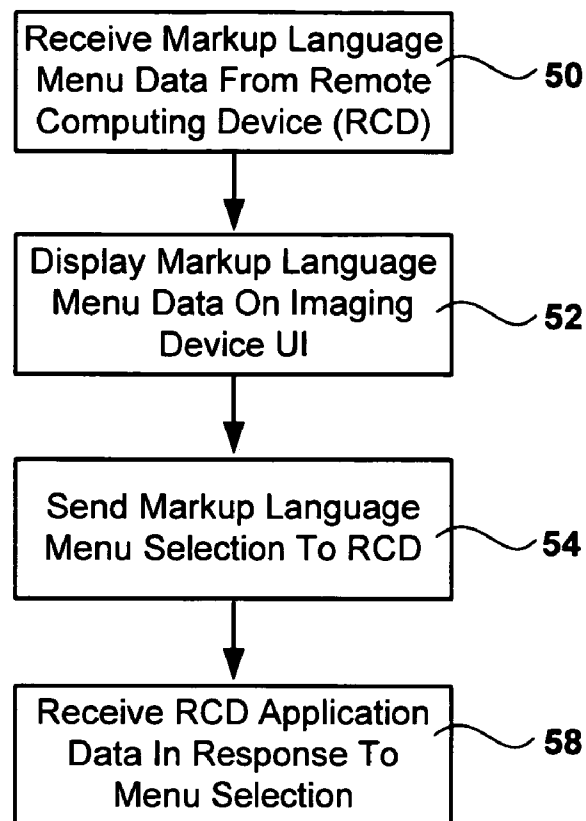 Receive Markup Language
Menu Data From Remote
Computing Device (RCD)
50
Display Markup Language
Menu Data On Imaging
Device UI
52
Send Markup Language
Menu Selection To RCD
54
Receive RCD Application
Data In Response To
Menu Selection
58